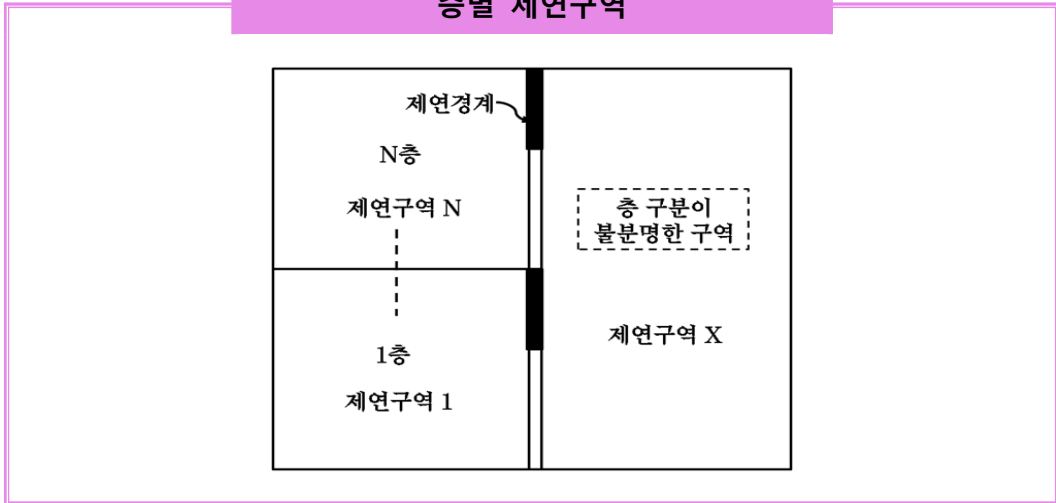 층별 제연구역
제연경계
N층
제연구역 N
층 구분이
불분명한 구역
제연구역 X
1층
제연구역 1